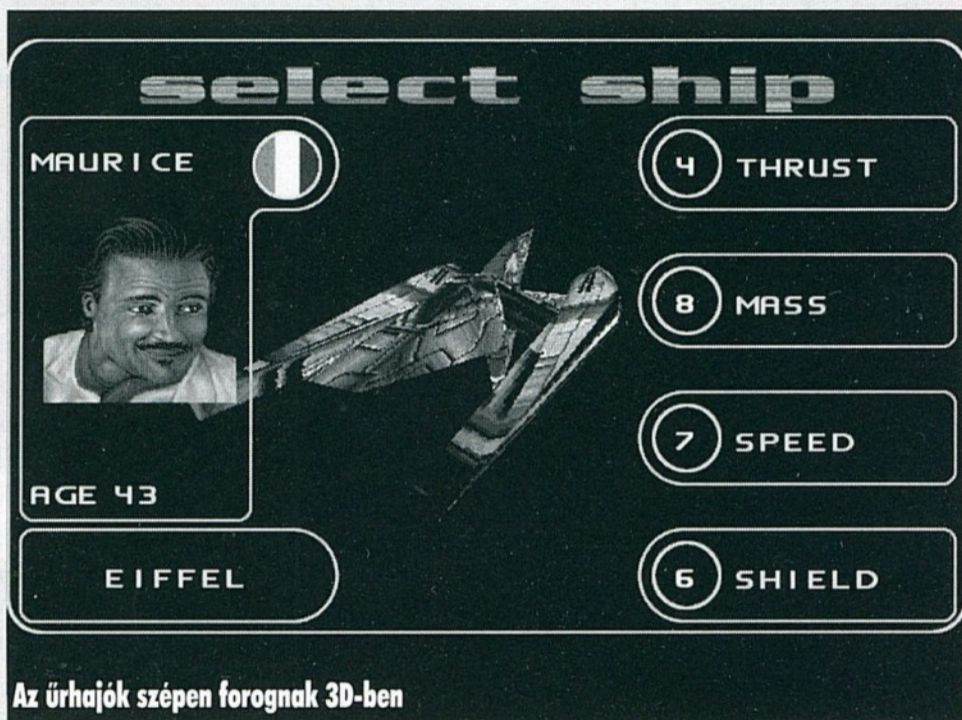 select ship
MAURICE
AGE 43
EIFFEL
4 THRUST
8 MASS
7 SPEED
6 SHIELD
Az űrhajók szépen forognak 3D-ben